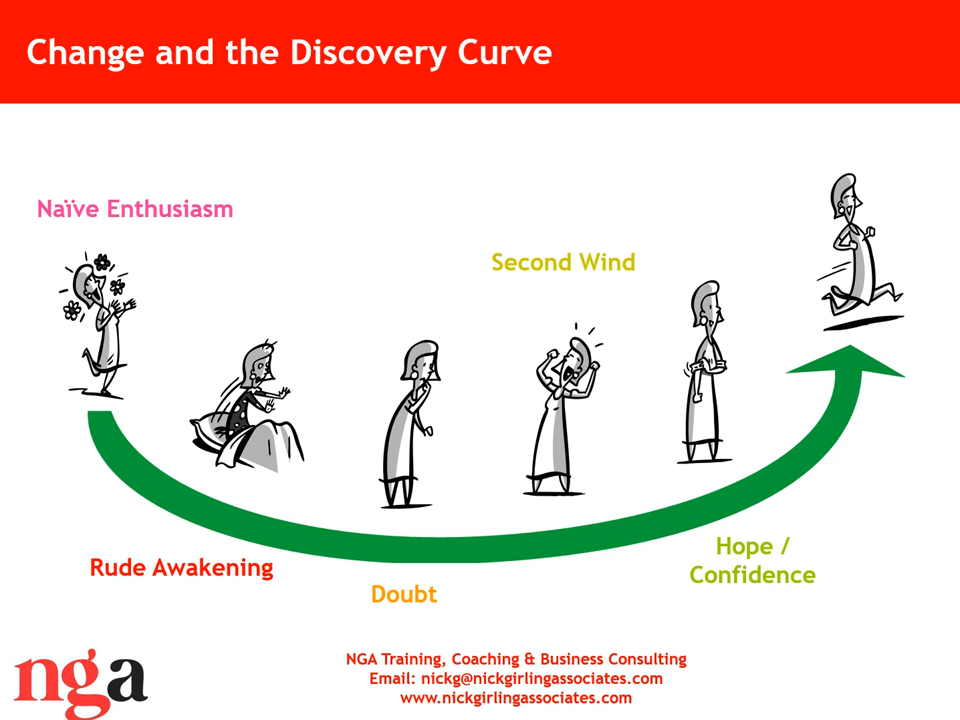 Change and the Discovery Curve
Naïve Enthusiasm
Second Wind
Rude Awakening
Doubt
Hope /
Confidence
nga
NGA Training, Coaching & Business Consulting
Email: nickg@nickgirlingassociates.com
www.nickgirlingassociates.com